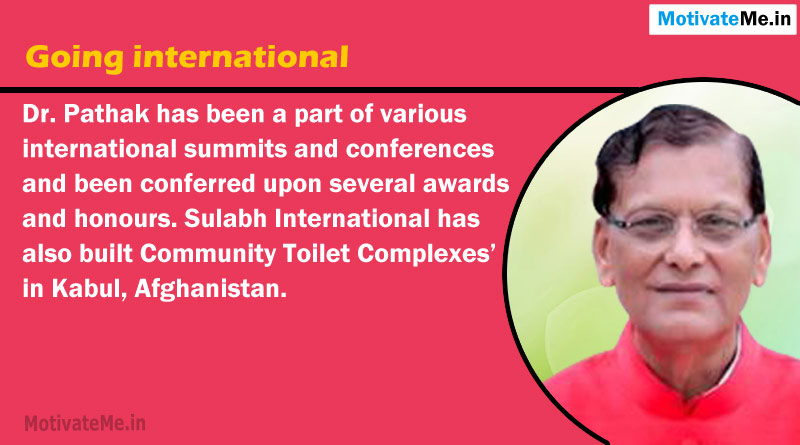 MotivateMe.in
Going international
Dr. Pathak has been a part of various
international summits and conferences
and been conferred upon several awards
and honours. Sulabh International has
also built Community Toilet Complexes’
in Kabul, Afghanistan.
MotivateMe.in